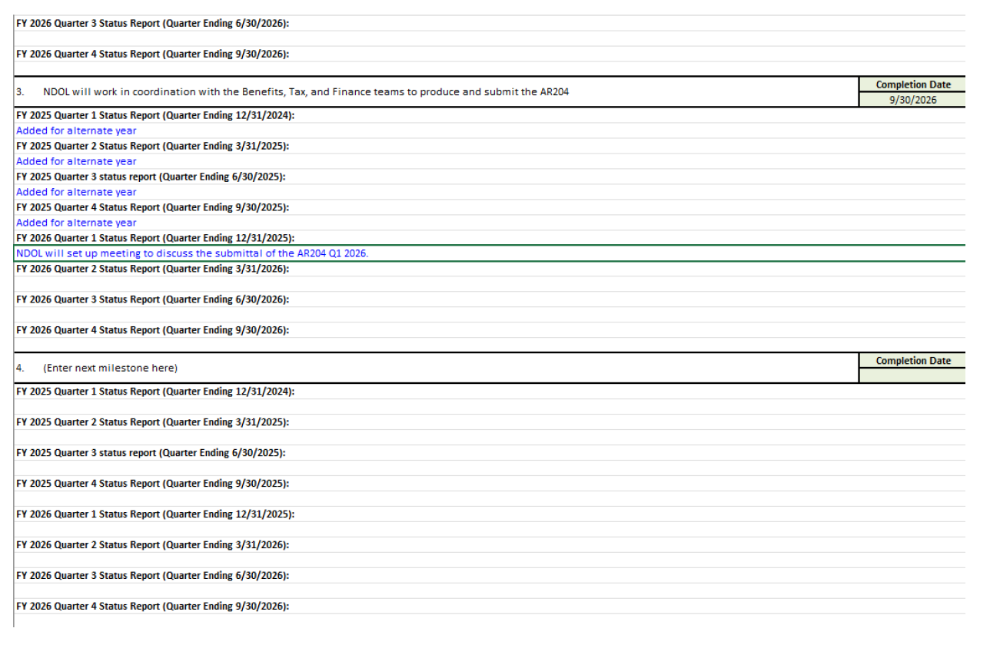 FY 2026 Quarter 3 Status Report (Quarter Ending 6/30/2026):
FY 2026 Quarter 4 Status Report (Quarter Ending 9/30/2026):
Completion Date
3. NDOL will work in coordination with the Benefits, Tax, and Finance teams to produce and submit the AR204
9/30/2026
FY 2025 Quarter 1 Status Report (Quarter Ending 12/31/2024):
Added for alternate year
FY 2025 Quarter 2 Status Report (Quarter Ending 3/31/2025):
Added for alternate year
FY 2025 Quarter 3 status report (Quarter Ending 6/30/2025):
Added for alternate year
FY 2025 Quarter 4 Status Report (Quarter Ending 9/30/2025):
Added for alternate year
FY 2026 Quarter 1 Status Report (Quarter Ending 12/31/2025):
NDOL will set up meeting to discuss the submittal of the AR204 Q1 2026.
FY 2026 Quarter 2 Status Report (Quarter Ending 3/31/2026):
FY 2026 Quarter 3 Status Report (Quarter Ending 6/30/2026):
FY 2026 Quarter 4 Status Report (Quarter Ending 9/30/2026):
Completion Date
4. (Enter next milestone here)
FY 2025 Quarter 1 Status Report (Quarter Ending 12/31/2024):
FY 2025 Quarter 2 Status Report (Quarter Ending 3/31/2025):
FY 2025 Quarter 3 status report (Quarter Ending 6/30/2025):
FY 2025 Quarter 4 Status Report (Quarter Ending 9/30/2025):
FY 2026 Quarter 1 Status Report (Quarter Ending 12/31/2025):
FY 2026 Quarter 2 Status Report (Quarter Ending 3/31/2026):
FY 2026 Quarter 3 Status Report (Quarter Ending 6/30/2026):
FY 2026 Quarter 4 Status Report (Quarter Ending 9/30/2026):